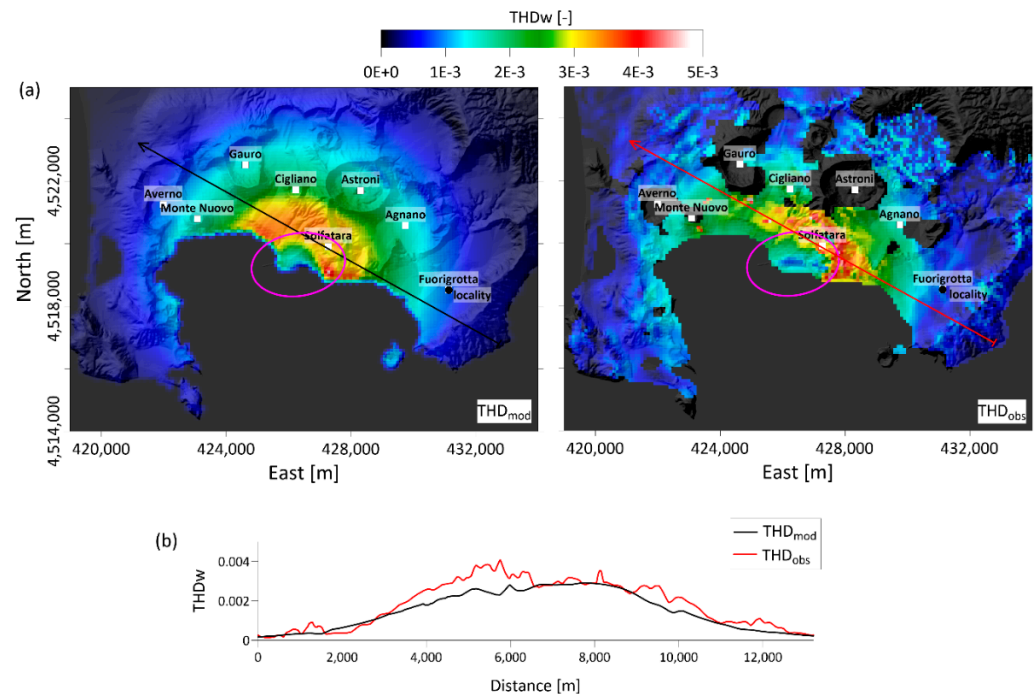 THDw [-]
0E+0 1E-3 2E-3 3E-3 4E-3 5E-3
(a)
North [m]
4,522,000
4,518,000
4,514,000
Gauro
Cigliano
Astroni
Averno
Monte Nuovo
Agnano
Solfatara
Fuorigrotta
locality
THDmod
420,000 424,000 428,000 432,000
East [m]
Gauro
Cigliano
Astroni
Averno
Monte Nuovo
Agnano
Solfatara
Fuorigrotta
locality
THDobs
420,000 424,000 428,000 432,000
East [m]
(b)
THDmod
THDobs
THDw
0.004
0.002
0
0 2,000 4,000 6,000 8,000 10,000 12,000
Distance [m]